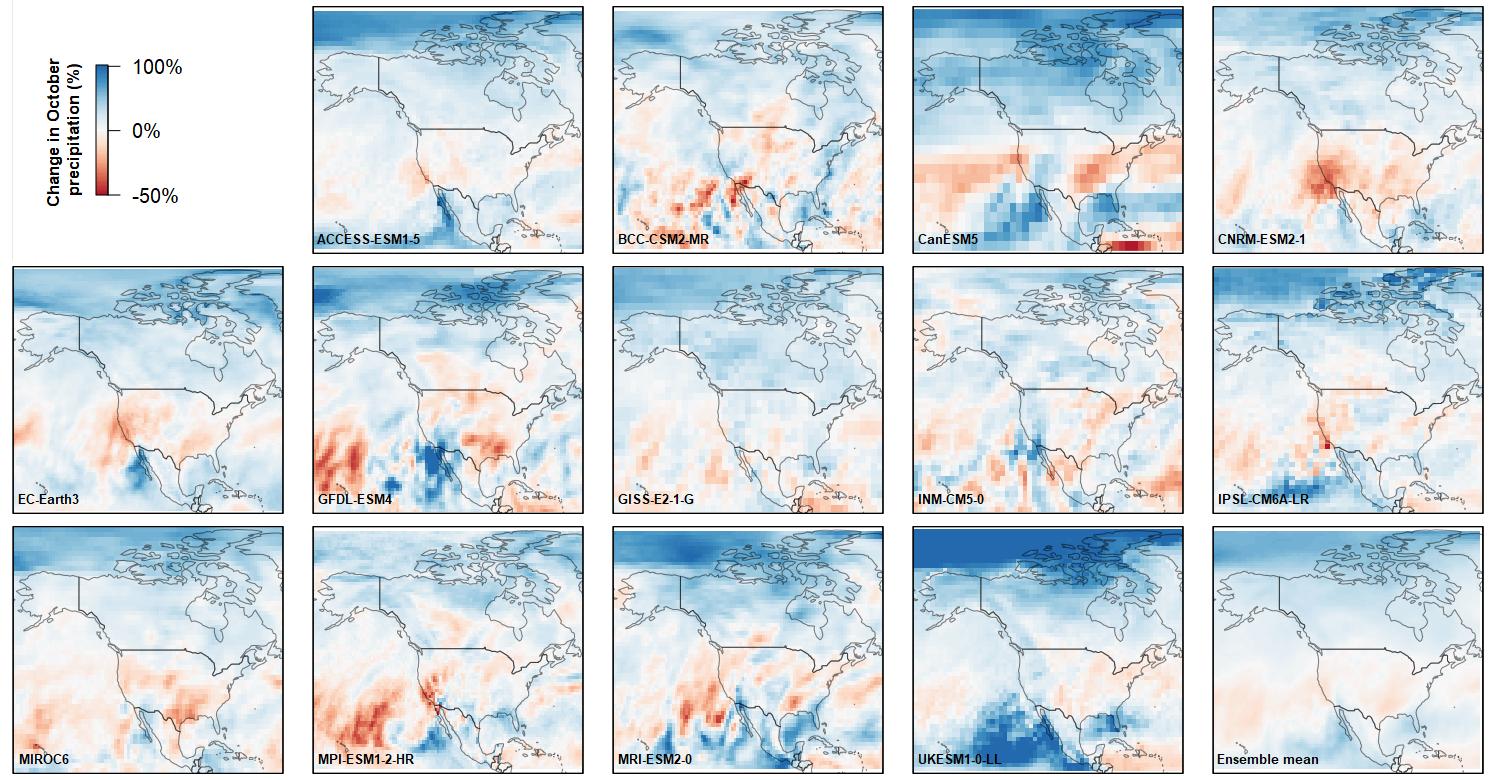 Change in October
precipitation (%)
100%
0%
-50%
ACCESS-ESM1-5
BCC-CSM2-MR
CanESM5
CNRM-ESM2-1
EC-Earth3
GFDL-ESM4
GISS-E2-1-G
INM-CM5-0
IPSL-CM6A-LR
MIROC6
MPI-ESM1-2-HR
MRI-ESM2-0
UKESM1-0-LL
Ensemble mean